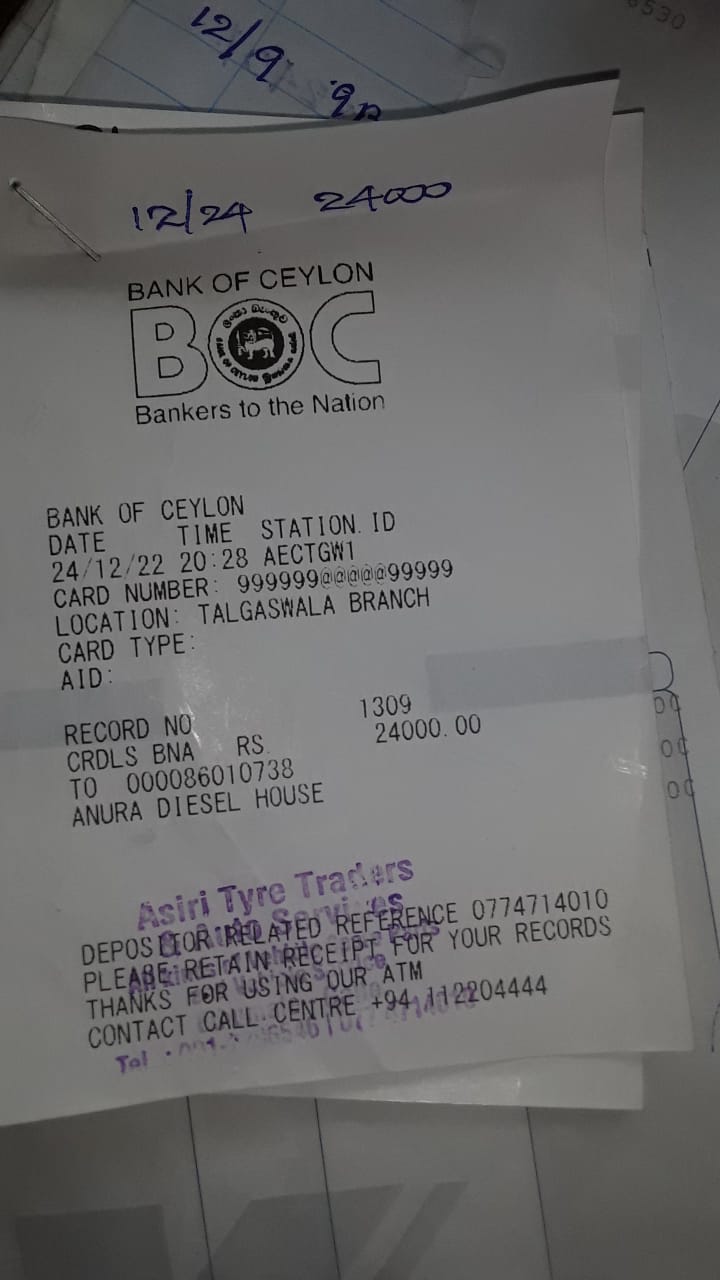 12/9
12/24 24000
BANK OF CEYLON
BOC
Bankers to the Nation
BANK OF CEYLON
DATE TIME STATION ID
24/12/22 20:28 AECTGW1
CARD NUMBER: 999999@@@@@99999
LOCATION: TALGASWALA BRANCH
CARD TYPE:
AID:
RECORD NO 1309
CRDLS BNA RS. 24000.00
TO 000086010738
ANURA DIESEL HOUSE
Asiri Tyre Traders
DEPOSITOR RELATED REFERENCE 0774714010
PLEASE RETAIN RECEIPT FOR YOUR RECORDS
THANKS FOR USING OUR ATM
CONTACT CALL CENTRE +94 112204444
Tel :